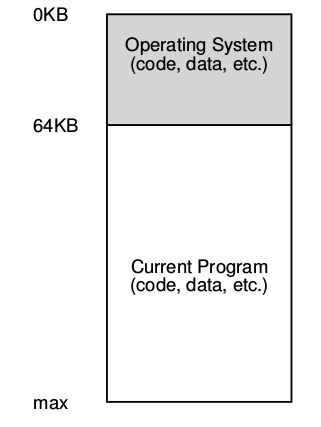 0KB
Operating System
(code, data, etc.)
64KB
Current Program
(code, data, etc.)
max